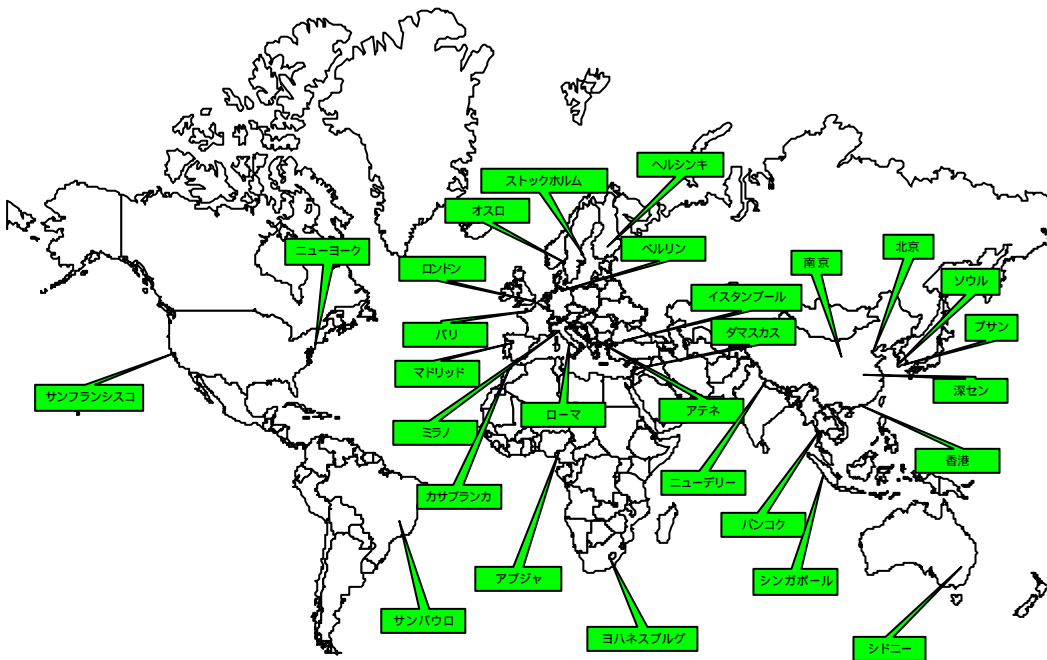 ヘルシンキ
ストックホルム
オスロ
ベルリン
北京
ニューヨーク
南京
ロンドン
ソウル
イスタンブール
プサン
パリ
ダマスカス
マドリッド
深セン
サンフランシスコ
ローマ
アテネ
ミラノ
香港
ニューデリー
カサブランカ
バンコク
アブジャ
シンガポール
サンパウロ
ヨハネスブルグ
シドニー